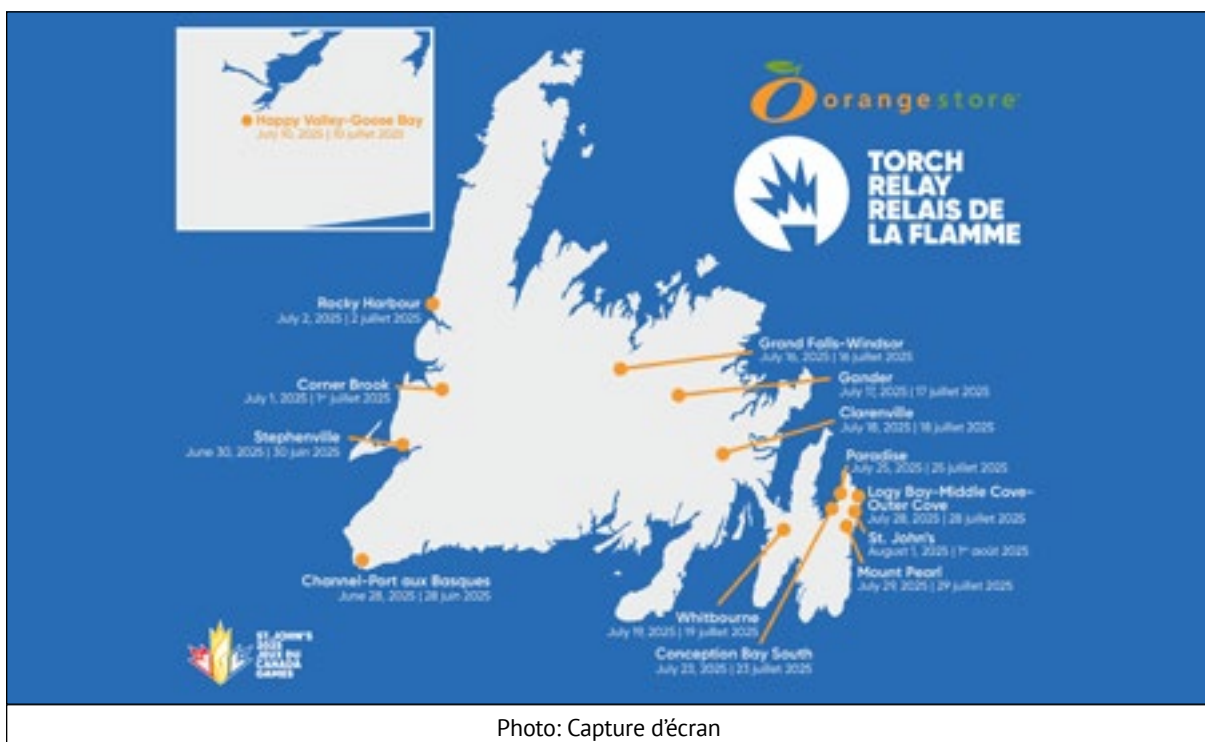 Happy Valley-Goose Bay
July 10, 2025 | 10 juillet 2025
orangestore
TORCH
RELAY
RELAIS DE
LA FLAMME
Rocky Harbour
July 2, 2025 | 2 juillet 2025
Grand Falls-Windsor
July 16, 2025 | 16 juillet 2025
Corner Brook
July 1, 2025 | 1er juillet 2025
Gander
July 17, 2025 | 17 juillet 2025
Clarenville
July 18, 2025 | 18 juillet 2025
Stephenville
June 30, 2025 | 30 juin 2025
Paradise
July 25, 2025 | 25 juillet 2025
Logy Bay-Middle Cove-
Outer Cove
July 28, 2025 | 28 juillet 2025
St. John's
August 1, 2025 | 1er août 2025
Mount Pearl
July 29, 2025 | 29 juillet 2025
Channel-Port aux Basques
June 28, 2025 | 28 juin 2025
Whitbourne
July 19, 2025 | 19 juillet 2025
Conception Bay South
July 23, 2025 | 23 juillet 2025
ST. JOHN'S
2025
JEUX DU
CANADA
GAMES
Photo: Capture d'écran